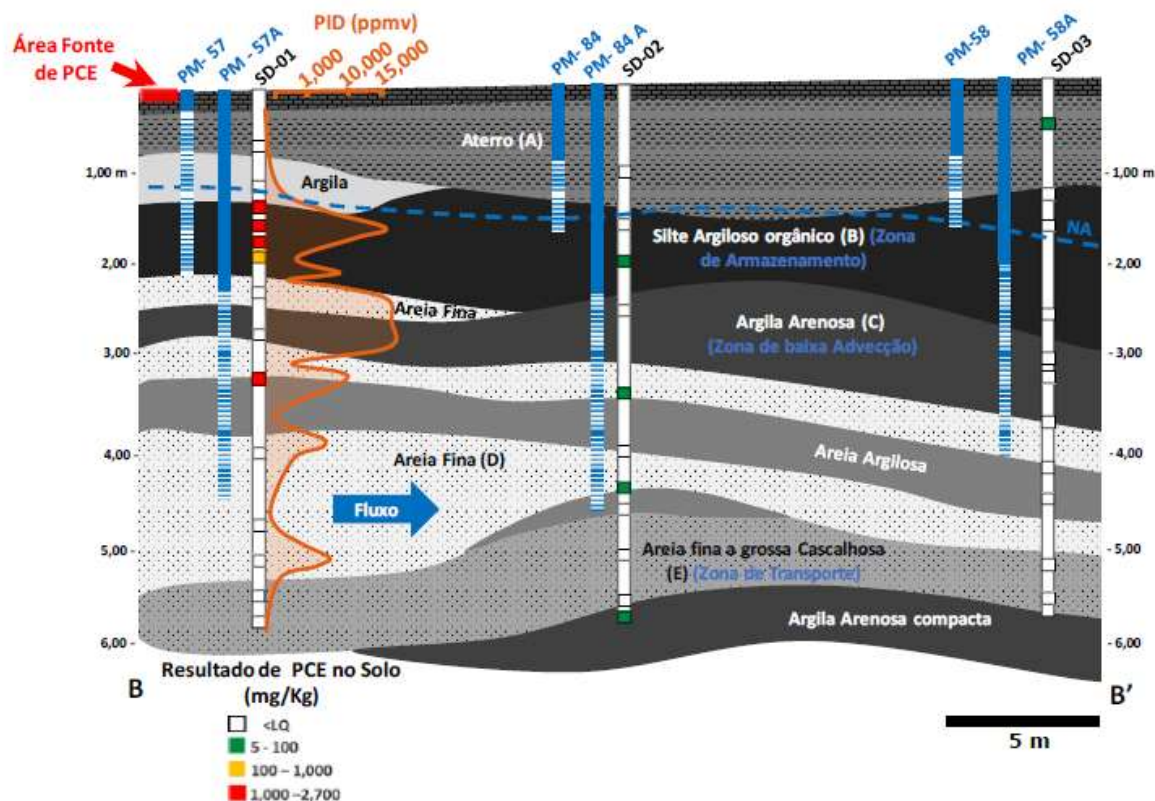 Área Fonte
de PCE
PM- 57
PM - 57A
SD-01
PID (ppmv)
1,000
10,000
15,000
PM- 84
PM- 84 A
SD-02
PM-58
PM-58A
SD-03
Aterro (A)
1,00 m
- 1,00 m
Argila
NA
Silte Argiloso orgânico (B) (Zona
de Armazenamento)
2,00
- 2,00
Areia Fina
Argila Arenosa (C)
(Zona de baixa Advecção)
3,00
- 3,00
4,00
- 4,00
Areia Argilosa
Areia Fina (D)
Fluxo
5,00
- 5,00
Areia fina a grossa Cascalhosa
(E) (Zona de Transporte)
Argila Arenosa compacta
6,00
- 6,00
Resultado de PCE no Solo
(mg/Kg)
B
B'
<LQ
5 - 100
100 – 1,000
1,000 –2,700
5 m